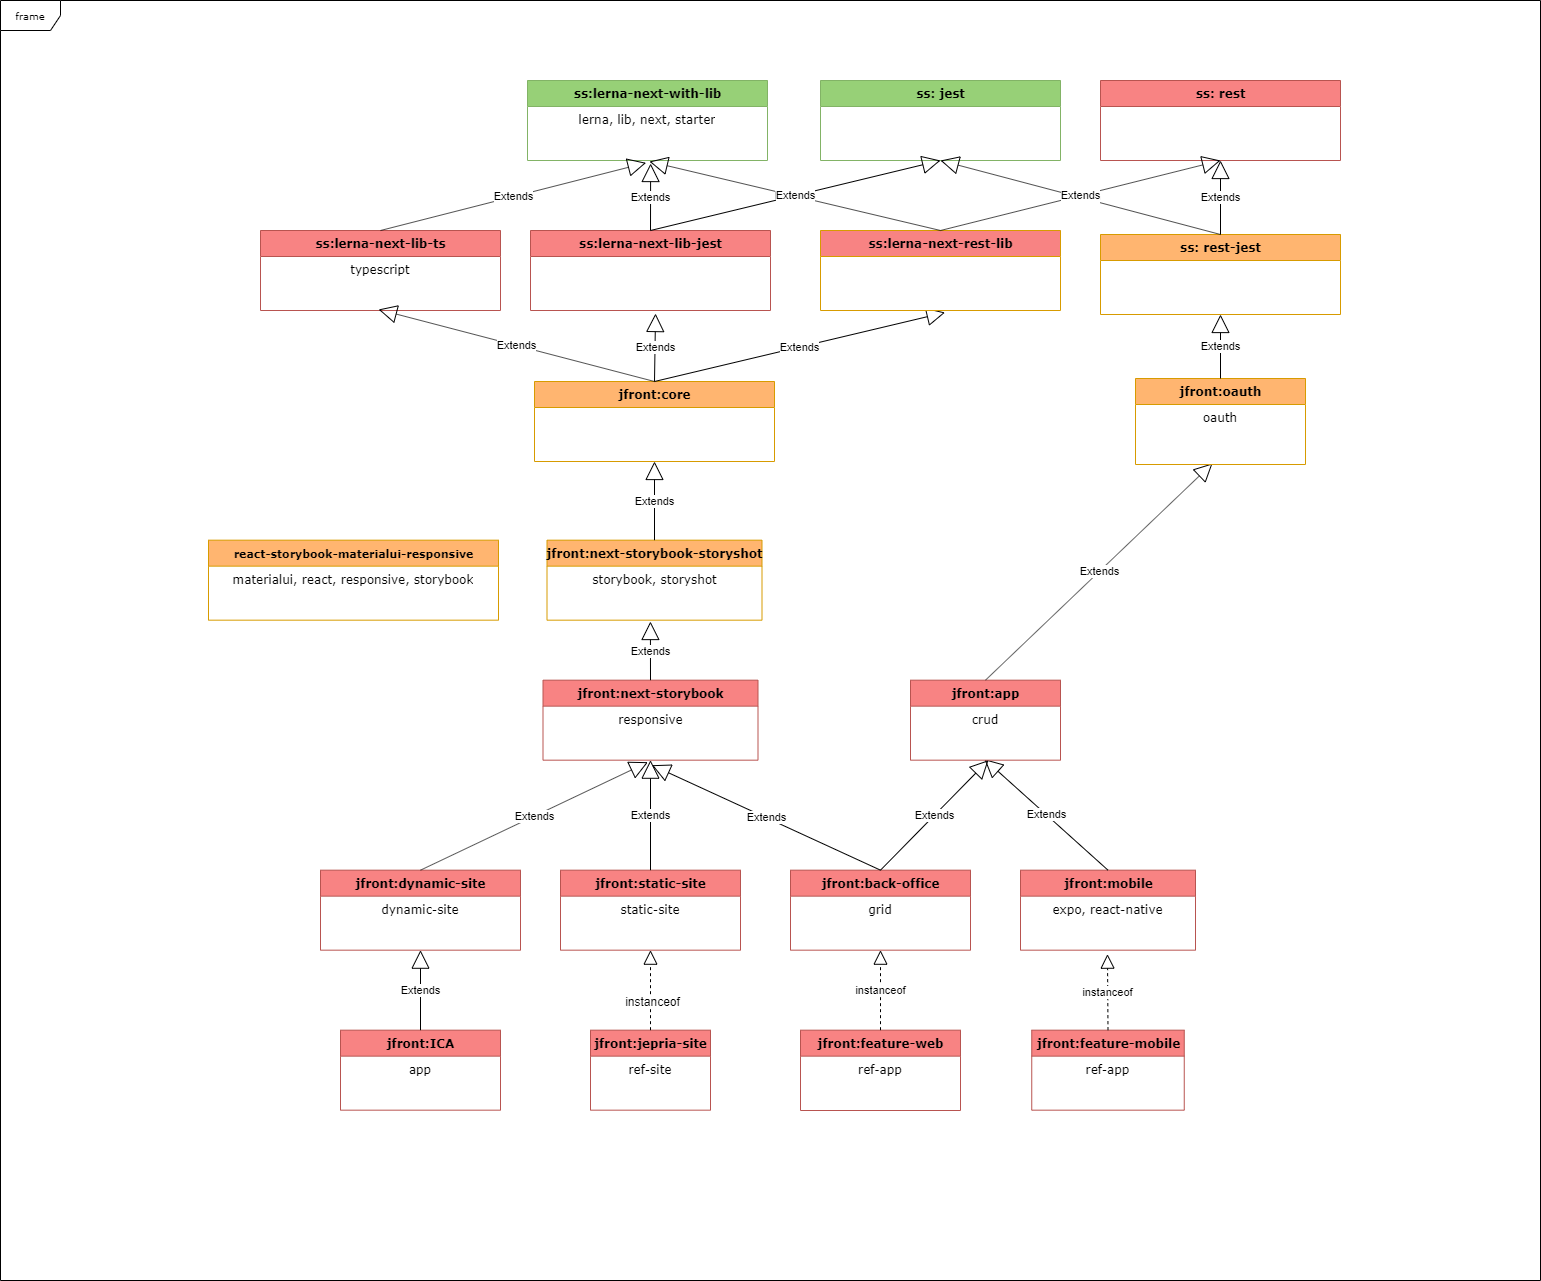 frame
ss:lerna-next-with-lib
lerna, lib, next, starter
ss: jest
ss: rest
Extends
Extends
Extends
Extends
Extends
ss:lerna-next-lib-ts
typescript
ss:lerna-next-lib-jest
ss:lerna-next-rest-lib
ss: rest-jest
Extends
Extends
Extends
Extends
jfront:core
jfront:oauth
oauth
Extends
react-storybook-materialui-responsive
materialui, react, responsive, storybook
jfront:next-storybook-storyshot
storybook, storyshot
Extends
Extends
jfront:next-storybook
responsive
jfront:app
crud
Extends
Extends
Extends
Extends
Extends
jfront:dynamic-site
dynamic-site
jfront:static-site
static-site
jfront:back-office
grid
jfront:mobile
expo, react-native
Extends
instanceof
instanceof
instanceof
jfront:ICA
app
jfront:jepria-site
ref-site
jfront:feature-web
ref-app
jfront:feature-mobile
ref-app